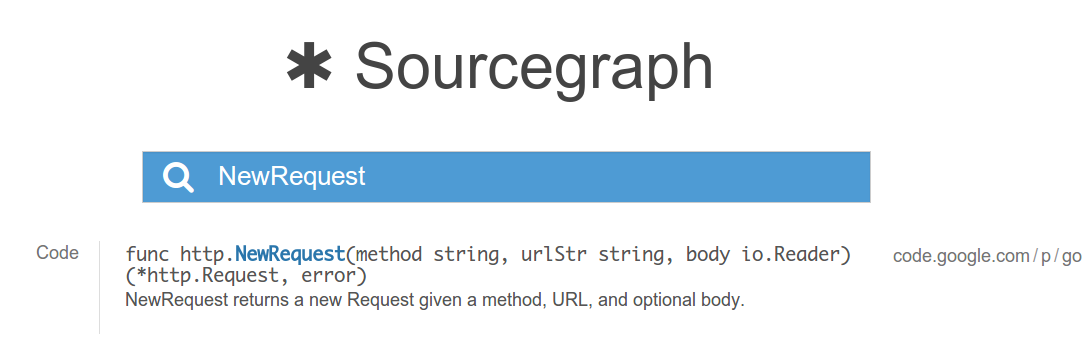 ✱ Sourcegraph
NewRequest
Code
func http.NewRequest(method string, urlStr string, body io.Reader)
(*http.Request, error)
NewRequest returns a new Request given a method, URL, and optional body.
code.google.com/p/go